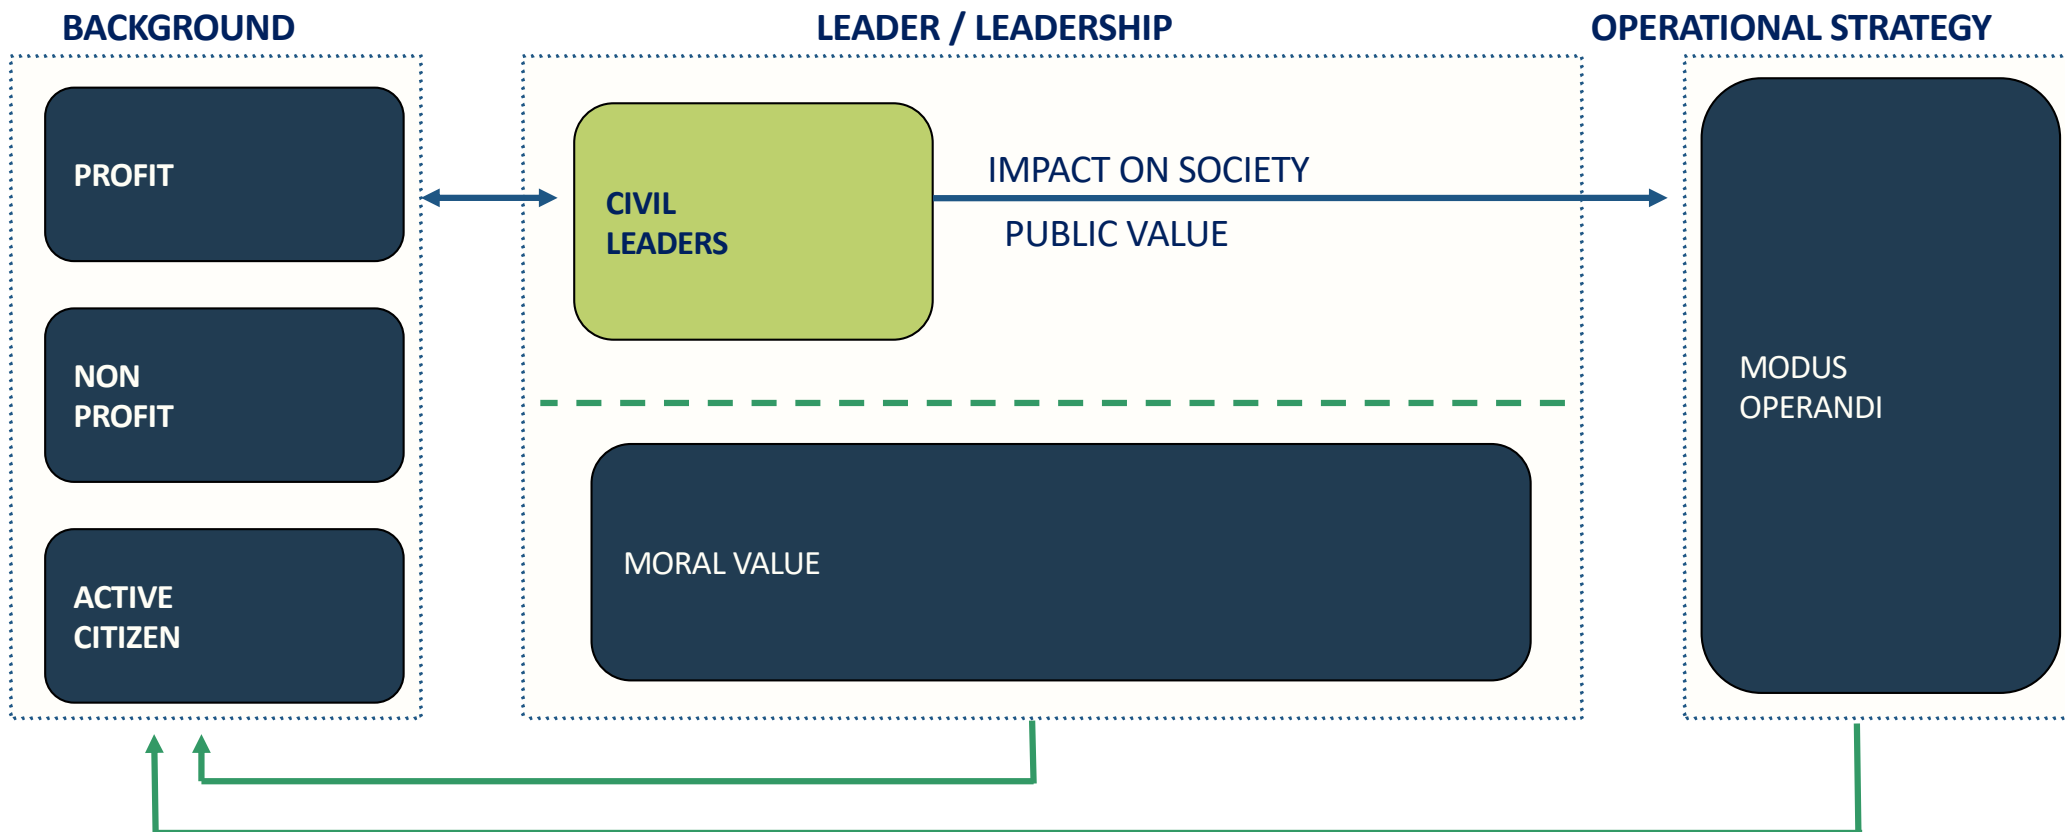 BACKGROUND
LEADER / LEADERSHIP
OPERATIONAL STRATEGY
PROFIT
NON
PROFIT
ACTIVE
CITIZEN
CIVIL
LEADERS
IMPACT ON SOCIETY
PUBLIC VALUE
MORAL VALUE
MODUS
OPERANDI